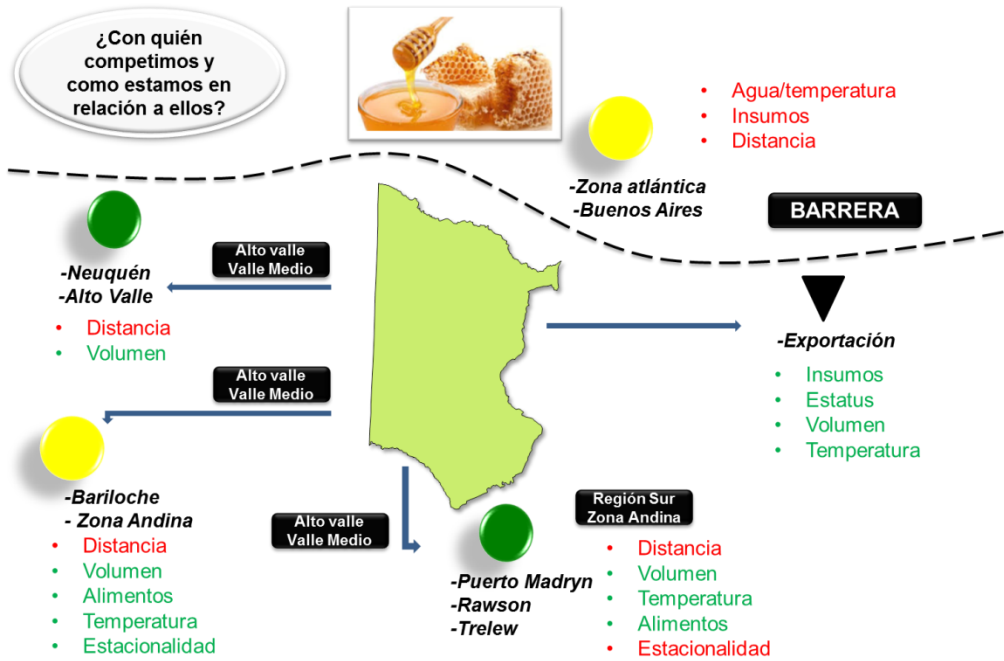 ¿Con quién
competimos y
como estamos en
relación a ellos?
• Agua/temperatura
• Insumos
• Distancia
-Zona atlántica
-Buenos Aires
BARRERA
Alto valle
Valle Medio
-Neuquén
-Alto Valle
• Distancia
• Volumen
-Exportación
• Insumos
• Estatus
• Volumen
• Temperatura
Alto valle
Valle Medio
-Bariloche
- Zona Andina
• Distancia
• Volumen
• Alimentos
• Temperatura
• Estacionalidad
Alto valle
Valle Medio
-Puerto Madryn
-Rawson
-Trelew
Región Sur
Zona Andina
• Distancia
• Volumen
• Temperatura
• Alimentos
• Estacionalidad